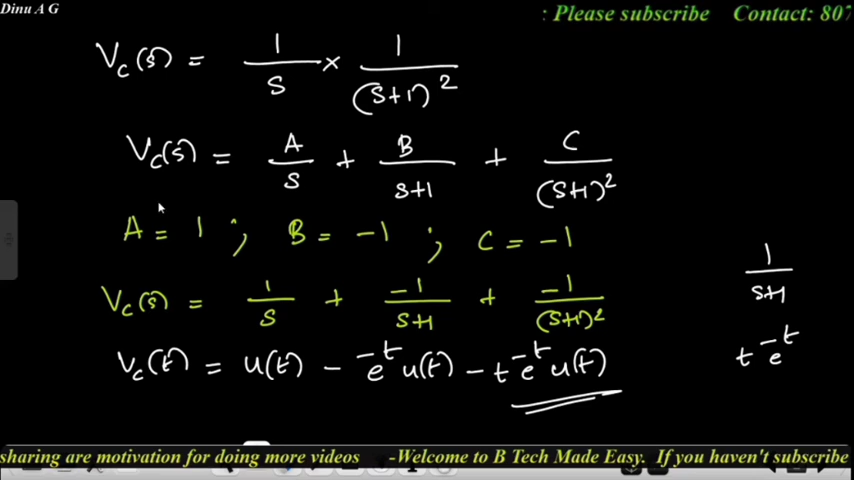 Dinu A G
: Please subscribe Contact: 807
Vc(s) = 1/S × 1/(S+1)²
Vc(s) = A/S + B/S+1 + C/(S+1)²
A = 1 ; B = -1 ; C = -1
Vc(s) = 1/S + -1/S+1 + -1/(S+1)²
1/S+1
Vc(t) = u(t) - e^-t u(t) - t e^-t u(t)
t e^-t
sharing are motivation for doing more videos -Welcome to B Tech Made Easy. If you haven't subscribe